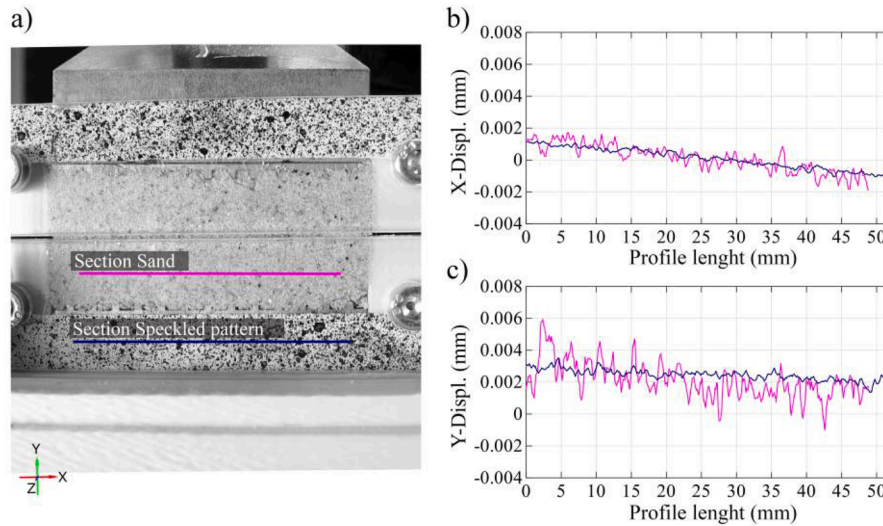 a)
Section Sand
Section Speckled pattern
Y
Z
X
b)
0.008
0.006
0.004
0.002
0
-0.002
-0.004
X-Displ. (mm)
0 5 10 15 20 25 30 35 40 45 50
Profile lenght (mm)
c)
0.008
0.006
0.004
0.002
0
-0.002
-0.004
Y-Displ. (mm)
0 5 10 15 20 25 30 35 40 45 50
Profile lenght (mm)